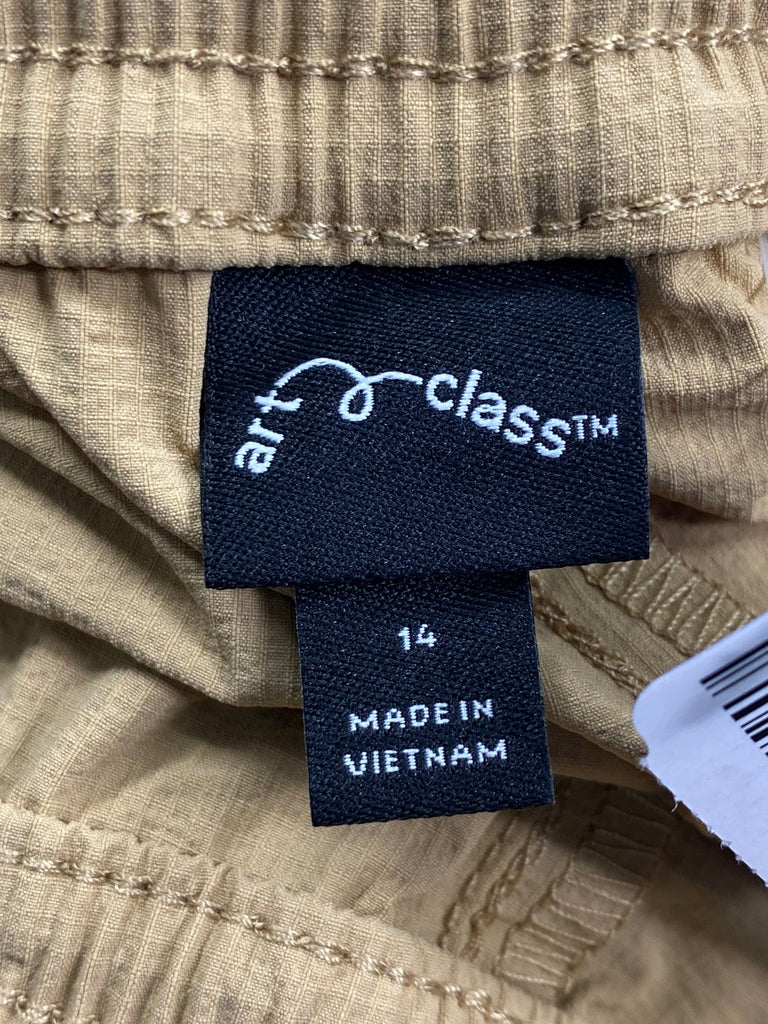 art class™
14
MADE IN
VIETNAM